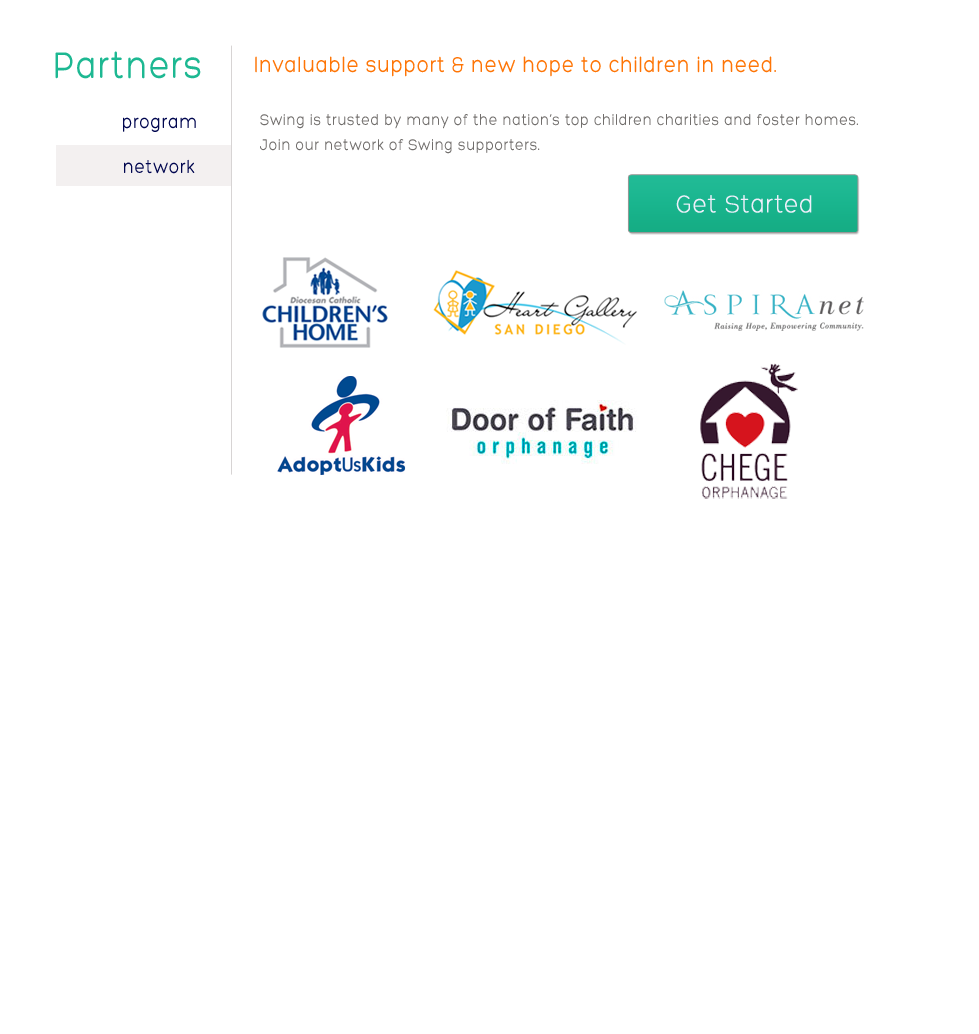 Partners
program
network
Invaluable support & new hope to children in need.
Swing is trusted by many of the nation's top children charities and foster homes.
Join our network of Swing supporters.
Get Started
Diocesan Catholic
CHILDREN'S
HOME
Heart Gallery
SAN DIEGO
ASPIRAnet
Raising Hope, Empowering Community.
AdoptUsKids
Door of Faith
orphanage
CHEGE
ORPHANAGE